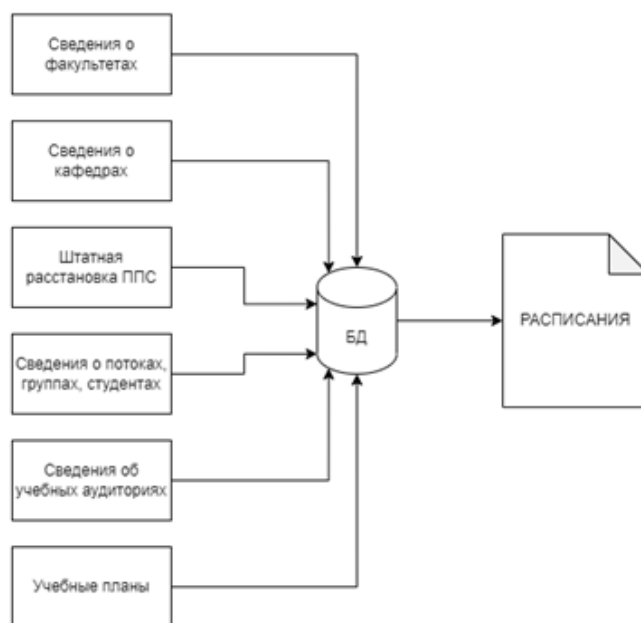 Сведения о
факультетах
Сведения о
кафедрах
Штатная
расстановка ППС
Сведения о потоках,
группах, студентах
Сведения об
учебных аудиториях
Учебные планы
БД
РАСПИСАНИЯ